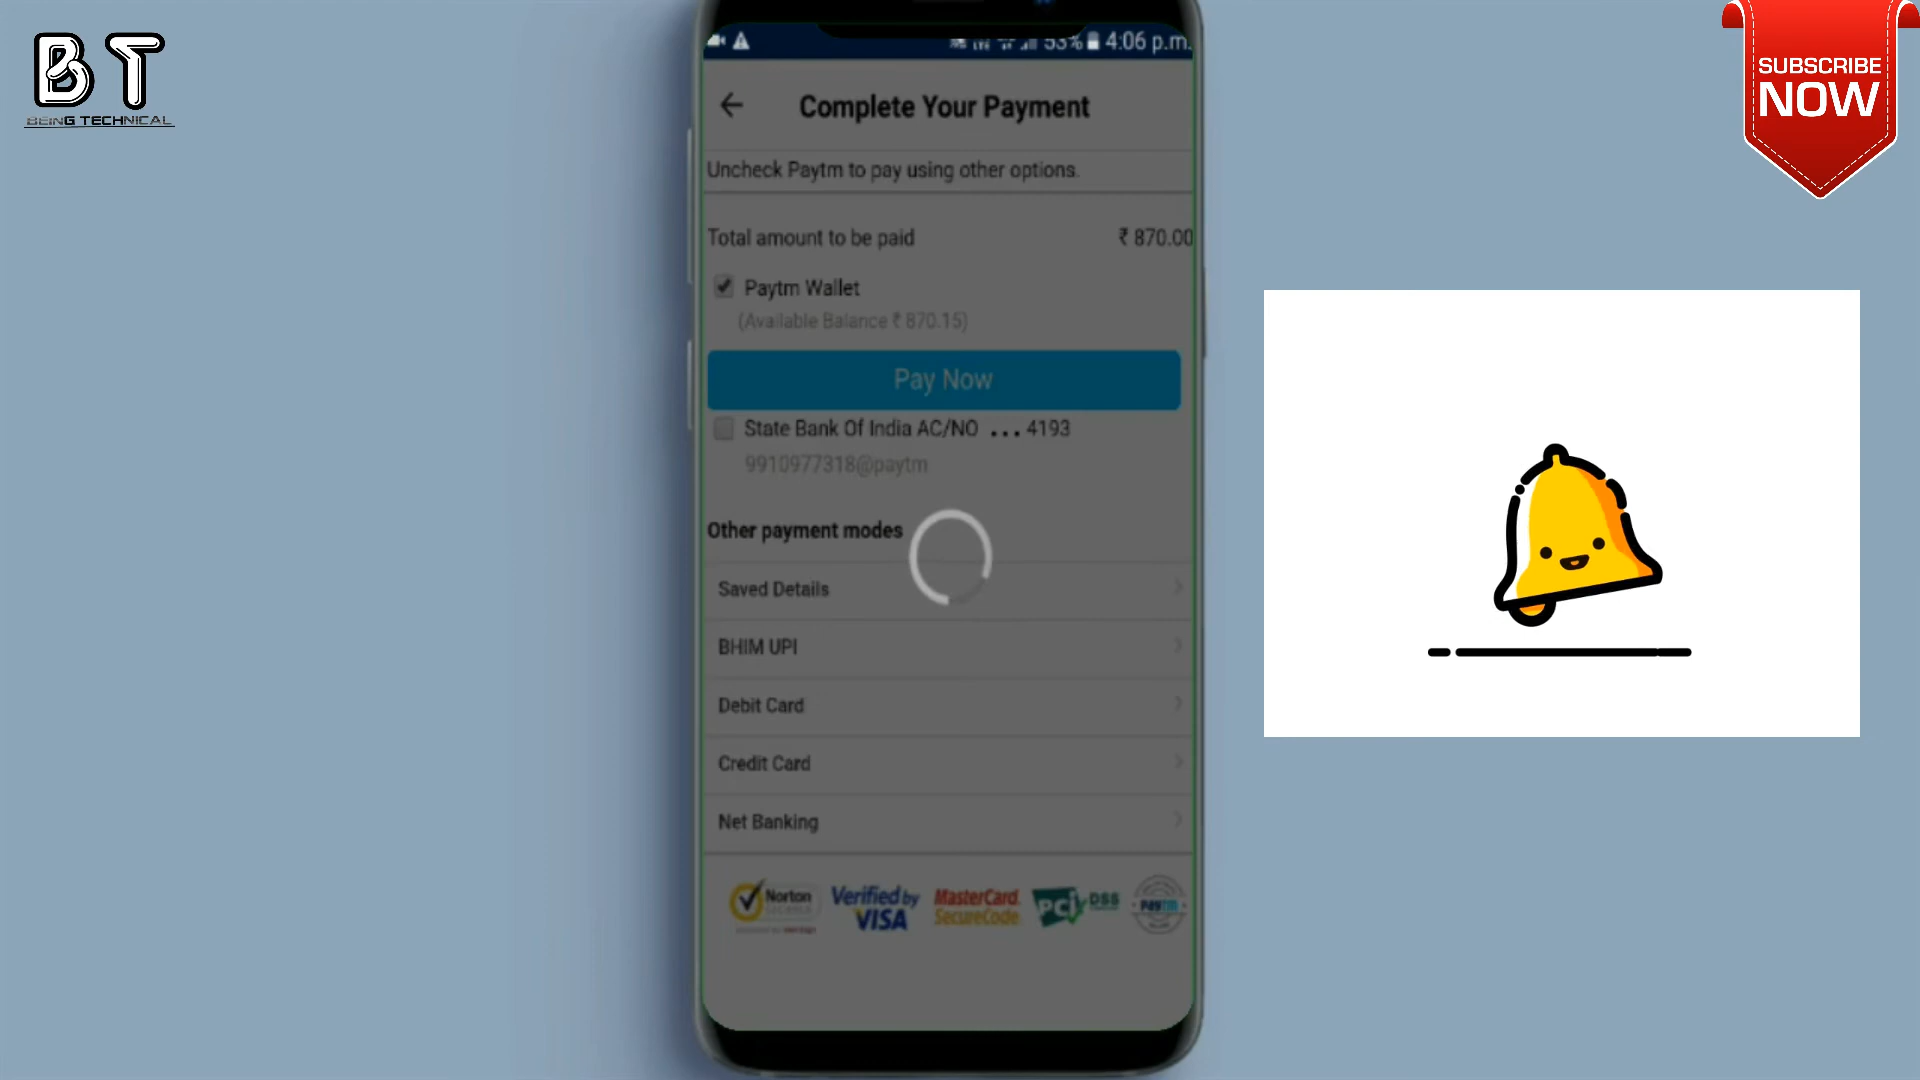 BT
BEING TECHNICAL
SUBSCRIBE
NOW
53% 4:06 p.m.
Complete Your Payment
Uncheck Paytm to pay using other options.
Total amount to be paid ₹ 870.00
Paytm Wallet
(Available Balance ₹ 870.15)
Pay Now
State Bank Of India AC/NO ... 4193
9910977318@paytm
Other payment modes
Saved Details
BHIM UPI
Debit Card
Credit Card
Net Banking
Norton
Verified by
VISA
MasterCard.
SecureCode.
PCI DSS
paytm